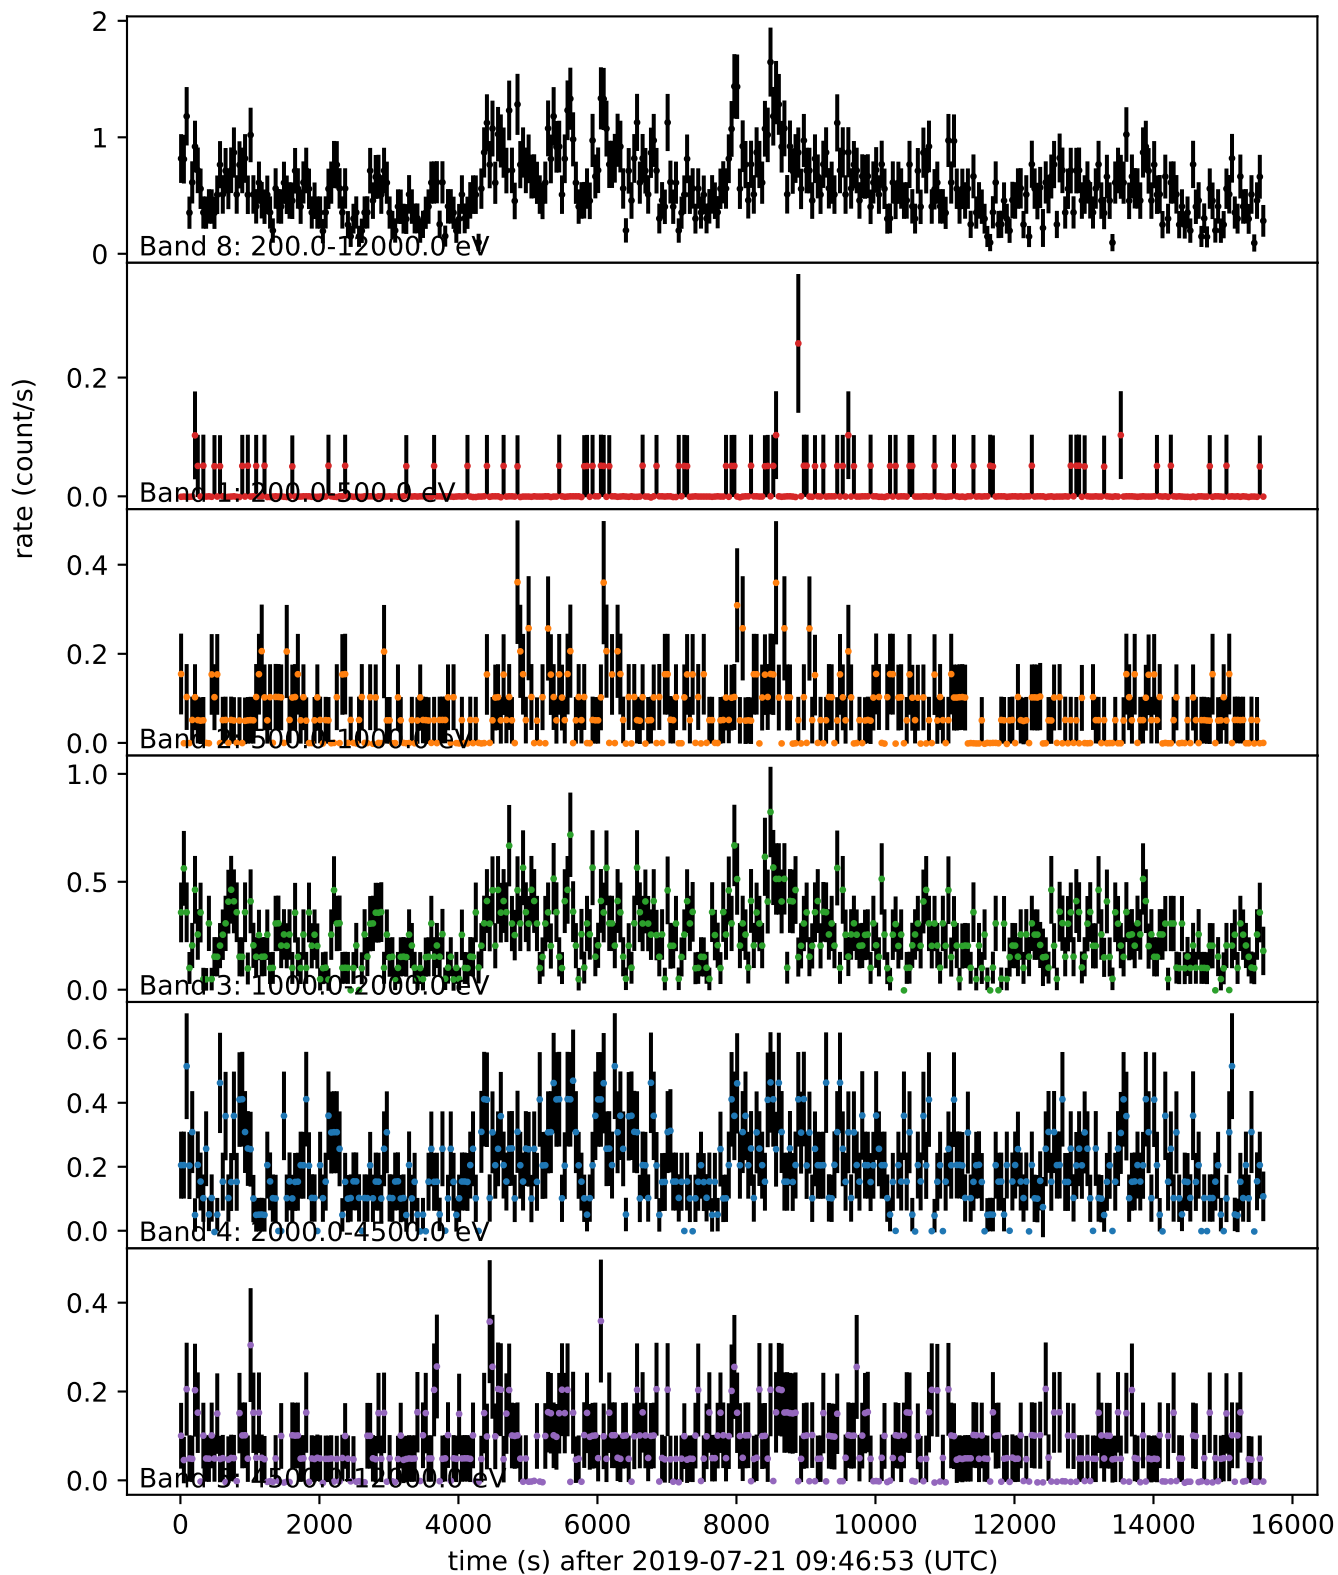 2
1
0
Band 8: 200.0-12000.0 eV
rate (count/s)
0.2
0.0
Band 1: 200.0-500.0 eV
0.4
0.2
0.0
Band 2: 500.0-1000.0 eV
1.0
0.5
0.0
Band 3: 1000.0-2000.0 eV
0.6
0.4
0.2
0.0
Band 4: 2000.0-4500.0 eV
0.4
0.2
0.0
Band 5: 4500.0-12000.0 eV
0 2000 4000 6000 8000 10000 12000 14000 16000
time (s) after 2019-07-21 09:46:53 (UTC)